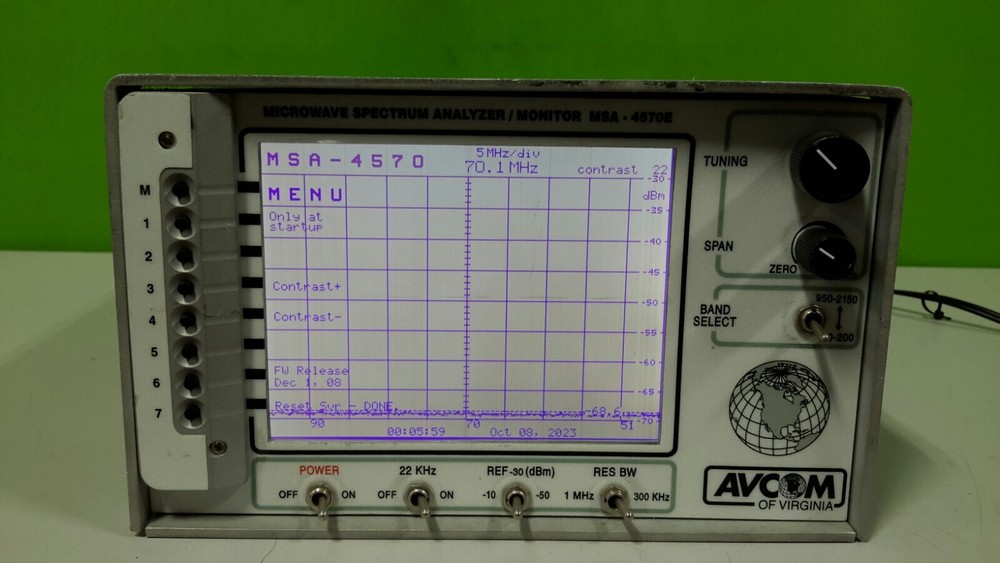 MICROWAVE SPECTRUM ANALYZER / MONITOR MSA - 4570E
MSA-4570
5MHz/div
70.1 MHz
contrast 22
-30
dBm
-35
-40
-45
-50
-55
-60
-65
-70
MENU
Only at
startup
Contrast+
Contrast-
FW Release
Dec 1, 08
Reset Svr - DONE.
-68.6
90
70
51
00:05:59
Oct 08, 2023
M
1
2
3
4
5
6
7
TUNING
SPAN
ZERO
BAND
SELECT
950-2150
-200
POWER
OFF
ON
22 KHz
OFF
ON
REF-30 (dBm)
-10
-50
RES BW
1 MHz
300 KHz
AVCOM
OF VIRGINIA